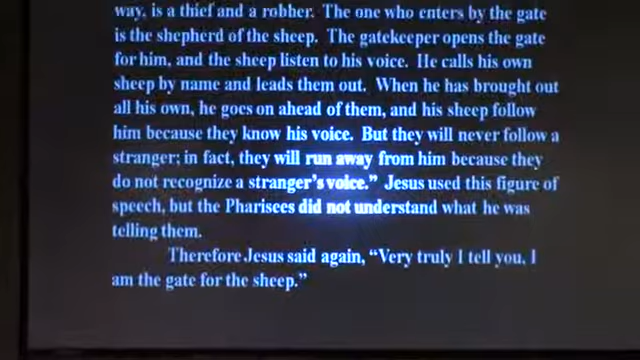 way, is a thief and a robber. The one who enters by the gate
is the shepherd of the sheep. The gatekeeper opens the gate
for him, and the sheep listen to his voice. He calls his own
sheep by name and leads them out. When he has brought out
all his own, he goes on ahead of them, and his sheep follow
him because they know his voice. But they will never follow a
stranger; in fact, they will run away from him because they
do not recognize a stranger's voice.” Jesus used this figure of
speech, but the Pharisees did not understand what he was
telling them.
Therefore Jesus said again, “Very truly I tell you, I
am the gate for the sheep.”